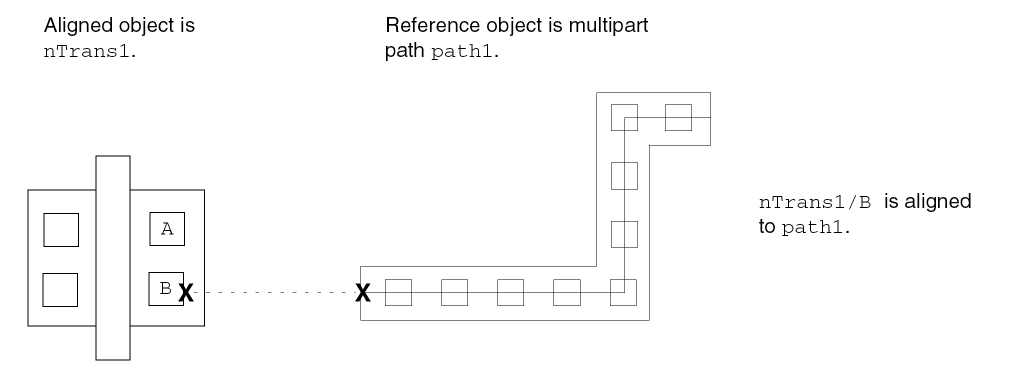 Aligned object is
nTrans1.
Reference object is multipart
path path1.
A
nTrans1/B is aligned
to path1.
B X
X